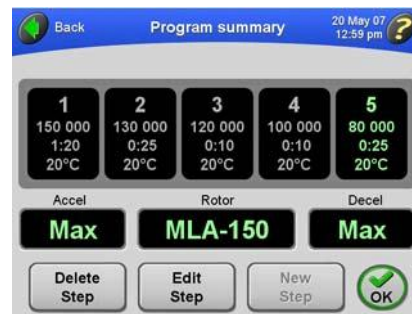 Back
Program summary
20 May 07
12:59 pm
?
1
150 000
1:20
20°C
2
130 000
0:25
20°C
3
120 000
0:10
20°C
4
100 000
0:10
20°C
5
80 000
0:25
20°C
Accel
Max
Rotor
MLA-150
Decel
Max
Delete
Step
Edit
Step
New
Step
OK